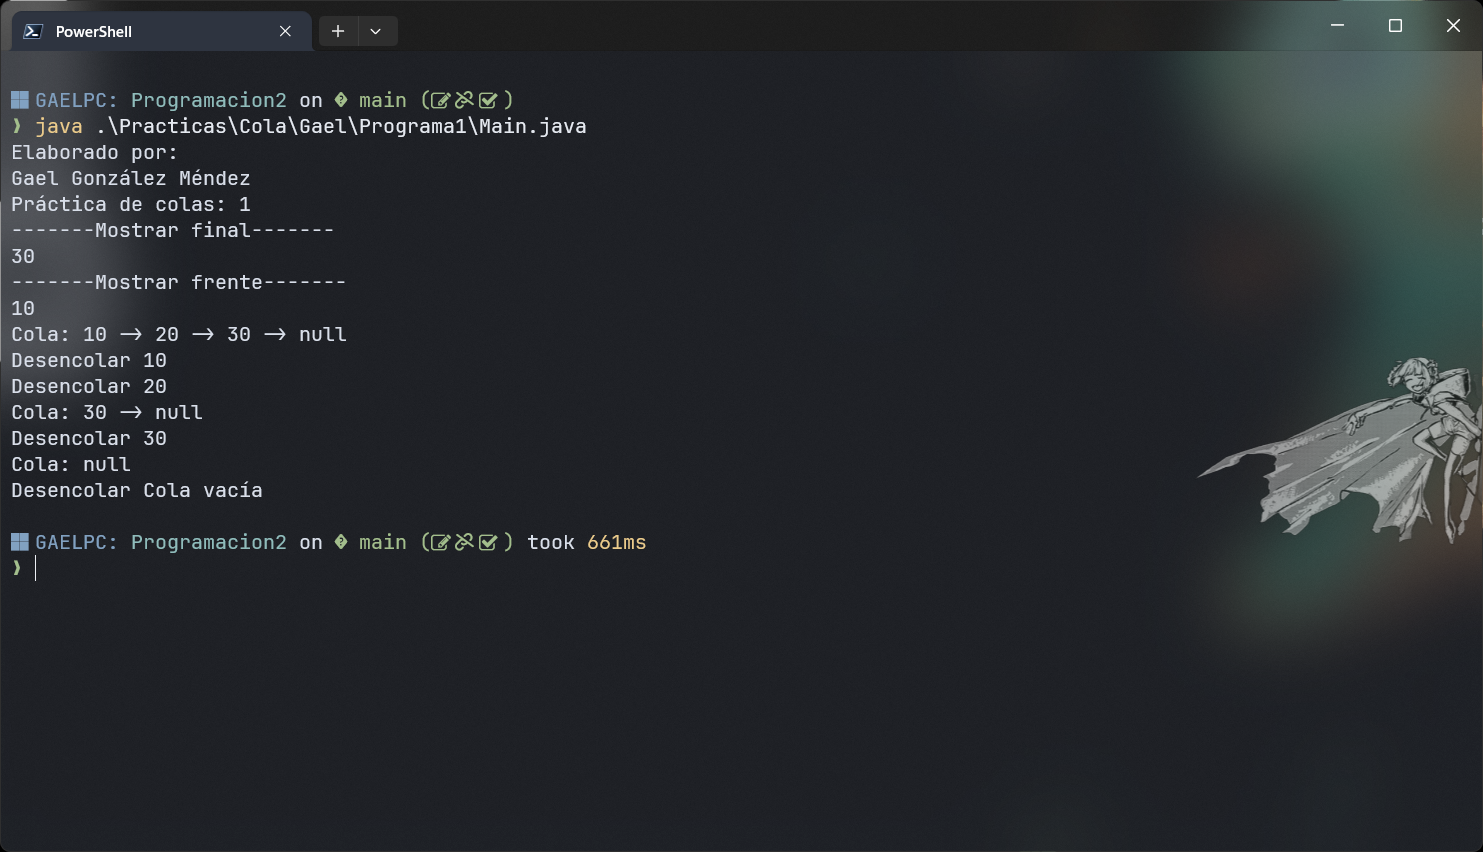 PowerShell
GAELPC: Programacion2 on main ( )
❯ java .\Practicas\Cola\Gael\Programa1\Main.java
Elaborado por:
Gael González Méndez
Práctica de colas: 1
-------Mostrar final-------
30
-------Mostrar frente-------
10
Cola: 10 -> 20 -> 30 -> null
Desencolar 10
Desencolar 20
Cola: 30 -> null
Desencolar 30
Cola: null
Desencolar Cola vacía
GAELPC: Programacion2 on main ( ) took 661ms
❯